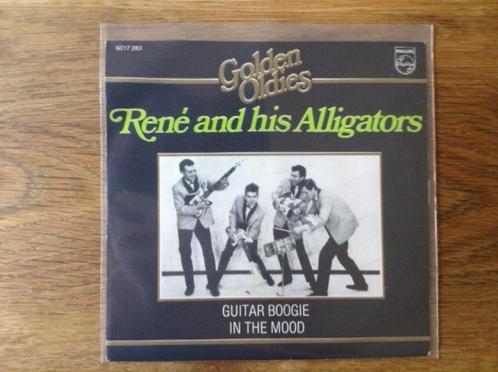 6017 283
PHILIPS
Golden
Oldies
René and his Alligators
GUITAR BOOGIE
IN THE MOOD